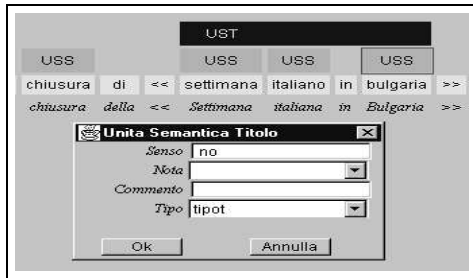 UST
USS USS USS USS
chiusura di << settimana italiano in bulgaria >>
chiusura della << Settimana italiana in Bulgaria >>
Unita Semantica Titolo
Senso no
Nota
Commento
Tipo tipot
Ok Annulla